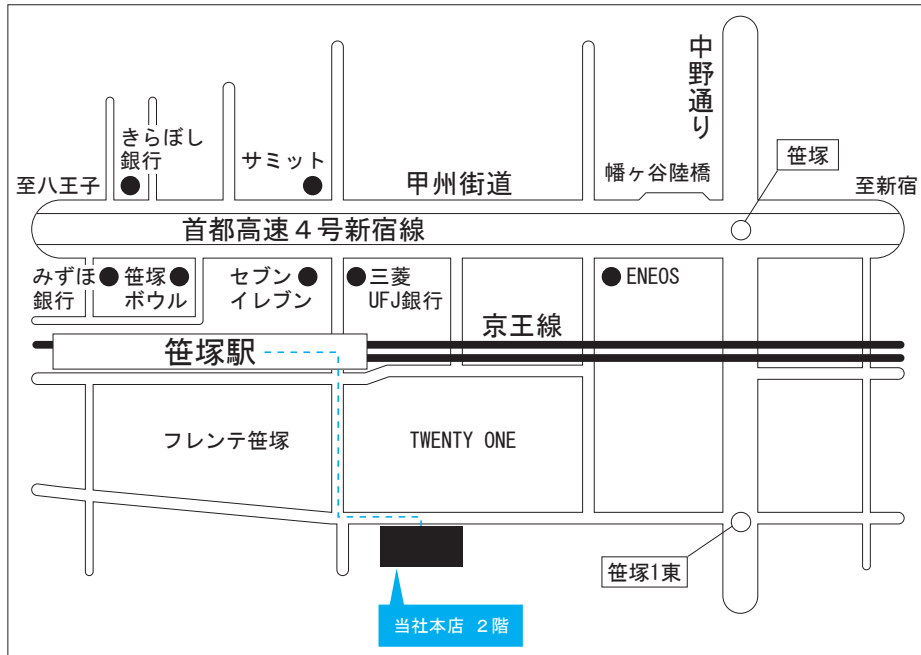 中野通り
きらぼし
銀行
サミット
笹塚
至八王子
甲州街道
幡ヶ谷陸橋
至新宿
首都高速4号新宿線
みずほ
銀行
笹塚
ボウル
セブン
イレブン
三菱
UFJ銀行
ENEOS
京王線
笹塚駅
フレンテ笹塚
TWENTY ONE
笹塚1東
当社本店 2階